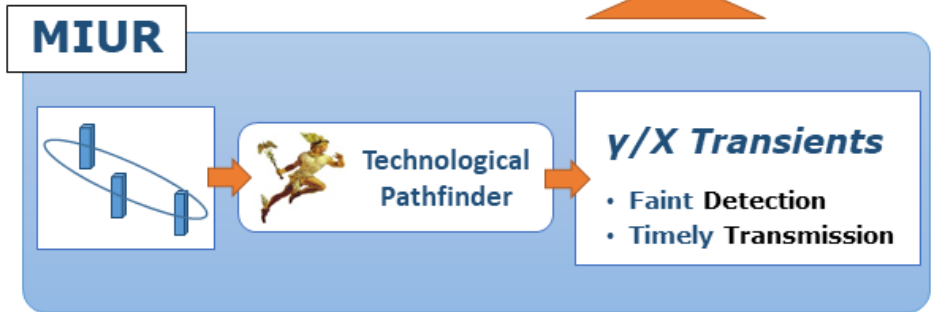 MIUR
Technological
Pathfinder
γ/X Transients
• Faint Detection
• Timely Transmission